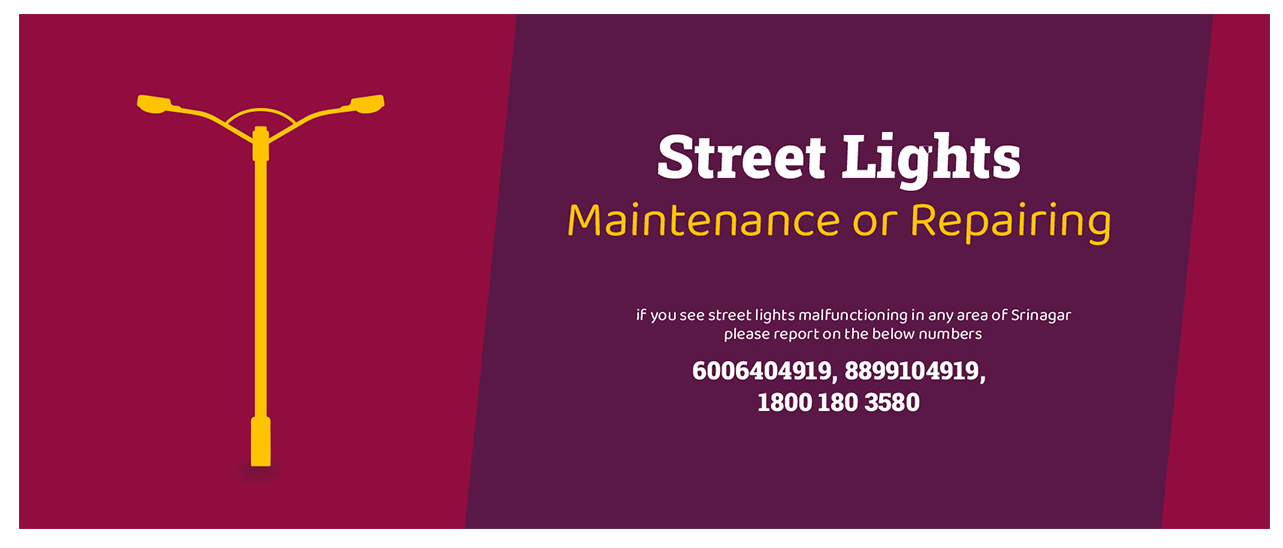 Street Lights
Maintenance or Repairing
if you see street lights malfunctioning in any area of Srinagar
please report on the below numbers
6006404919, 8899104919,
1800 180 3580